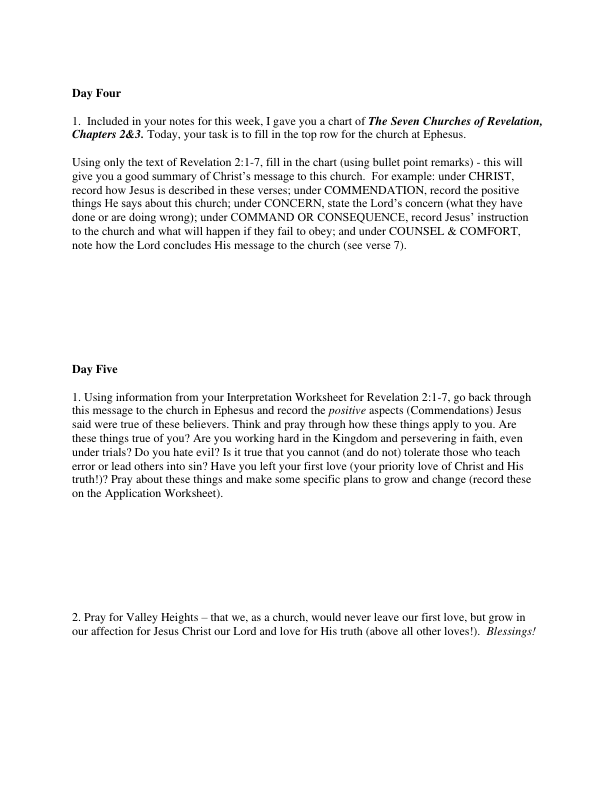 Day Four
1.  Included in your notes for this week, I gave you a chart of The Seven Churches of Revelation,
Chapters 2&3. Today, your task is to fill in the top row for the church at Ephesus.
Using only the text of Revelation 2:1-7, fill in the chart (using bullet point remarks) - this will
give you a good summary of Christ’s message to this church.  For example: under CHRIST,
record how Jesus is described in these verses; under COMMENDATION, record the positive
things He says about this church; under CONCERN, state the Lord’s concern (what they have
done or are doing wrong); under COMMAND OR CONSEQUENCE, record Jesus’ instruction
to the church and what will happen if they fail to obey; and under COUNSEL & COMFORT,
note how the Lord concludes His message to the church (see verse 7).
Day Five
1. Using information from your Interpretation Worksheet for Revelation 2:1-7, go back through
this message to the church in Ephesus and record the positive aspects (Commendations) Jesus
said were true of these believers. Think and pray through how these things apply to you. Are
these things true of you? Are you working hard in the Kingdom and persevering in faith, even
under trials? Do you hate evil? Is it true that you cannot (and do not) tolerate those who teach
error or lead others into sin? Have you left your first love (your priority love of Christ and His
truth!)? Pray about these things and make some specific plans to grow and change (record these
on the Application Worksheet).
2. Pray for Valley Heights – that we, as a church, would never leave our first love, but grow in
our affection for Jesus Christ our Lord and love for His truth (above all other loves!).  Blessings!